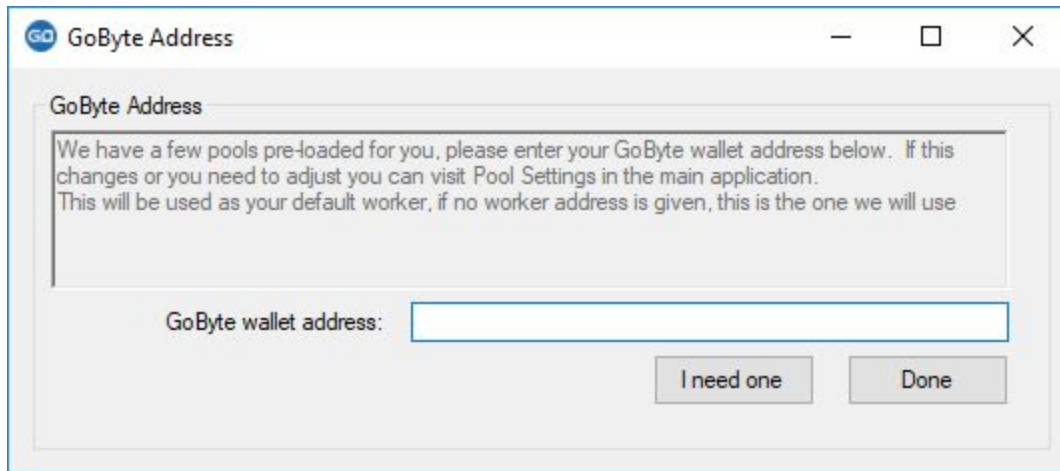 GO GoByte Address
GoByte Address
We have a few pools pre-loaded for you, please enter your GoByte wallet address below.  If this
changes or you need to adjust you can visit Pool Settings in the main application.
This will be used as your default worker, if no worker address is given, this is the one we will use
GoByte wallet address:
I need one Done